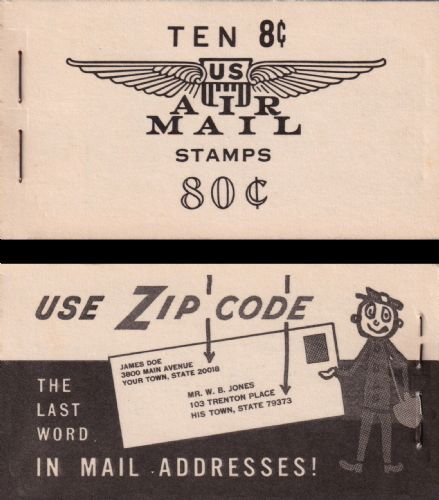 TEN 8¢
US
AIR
MAIL
STAMPS
80¢
USE ZIP CODE
JAMES DOE
3800 MAIN AVENUE
YOUR TOWN, STATE 20018
MR. W. B. JONES
103 TRENTON PLACE
HIS TOWN, STATE 79373
THE
LAST
WORD
IN MAIL ADDRESSES!